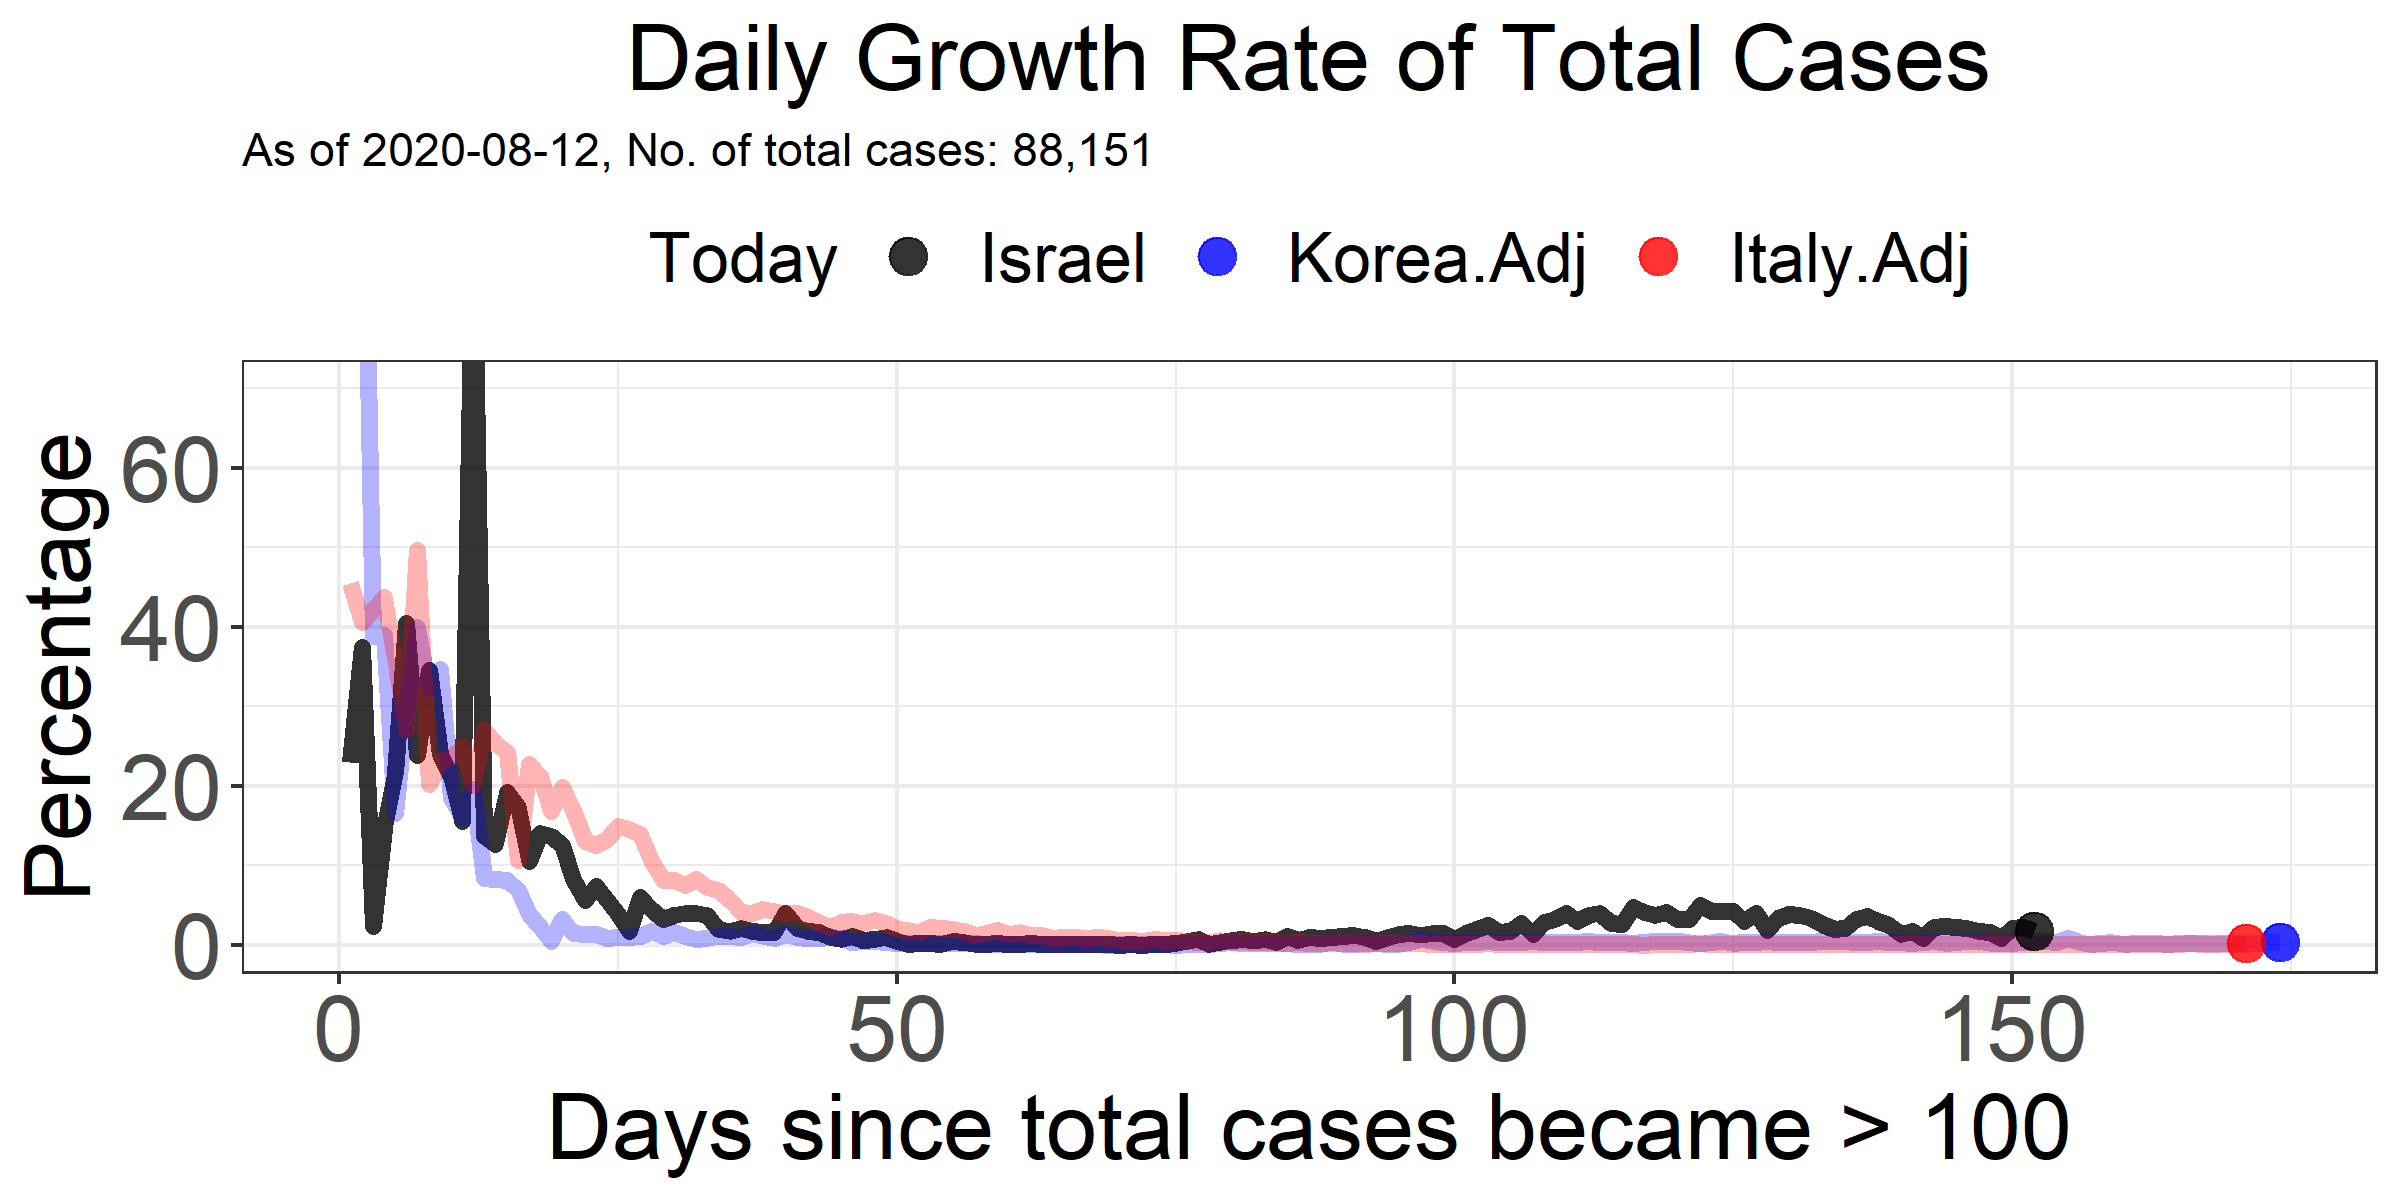 Daily Growth Rate of Total Cases
As of 2020-08-12, No. of total cases: 88,151
Today Israel Korea.Adj Italy.Adj
Percentage
60
40
20
0
0 50 100 150
Days since total cases became > 100